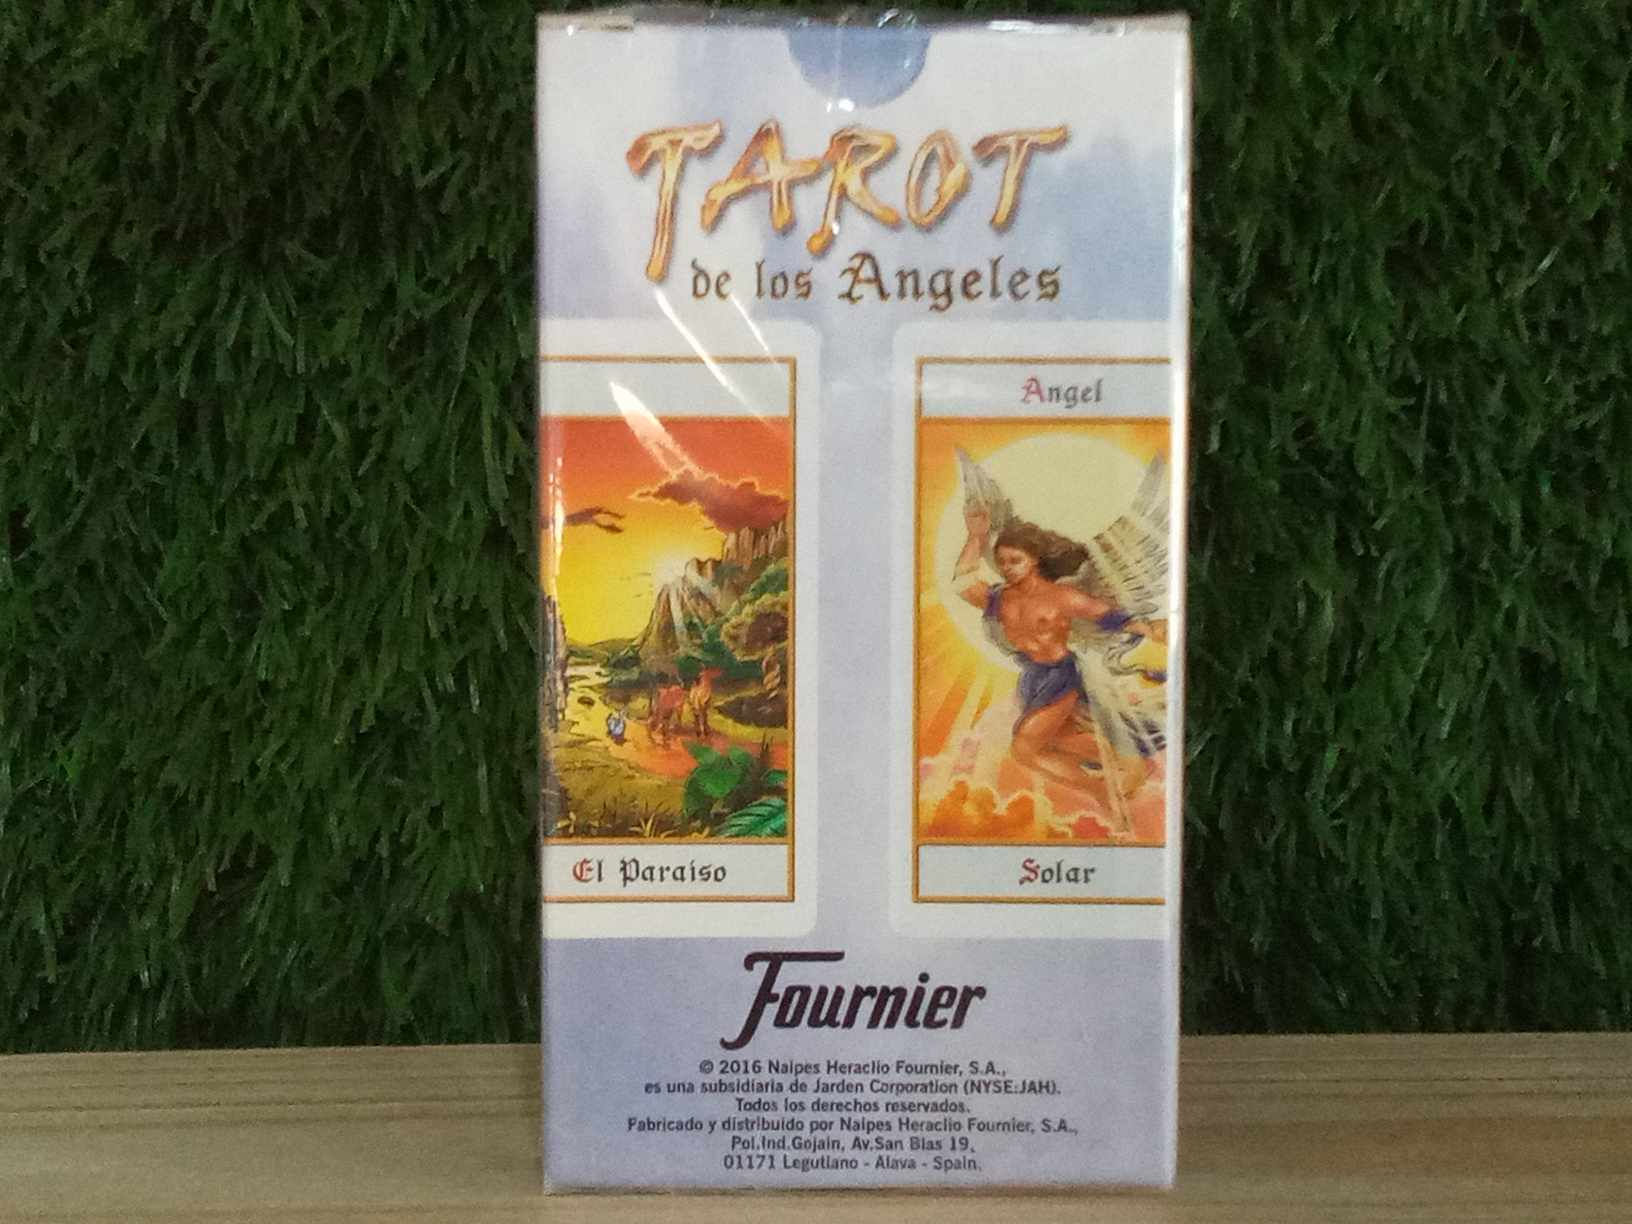 TAROT
de los Angeles
Angel
El Paraiso
Solar
Fournier
© 2016 Naipes Heraclio Fournier, S.A.,
es una subsidiaria de Jarden Corporation (NYSE:JAH).
Todos los derechos reservados.
Fabricado y distribuido por Naipes Heraclio Fournier, S.A.,
Pol.Ind.Gojain, Av.San Blas 19,
01171 Legutiano - Alava - Spain.